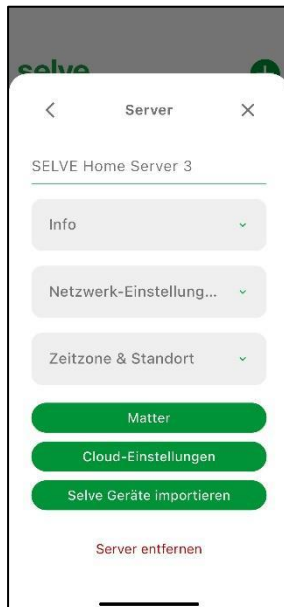 selve
Server
SELVE Home Server 3
Info
Netzwerk-Einstellung...
Zeitzone & Standort
Matter
Cloud-Einstellungen
Selve Geräte importieren
Server entfernen